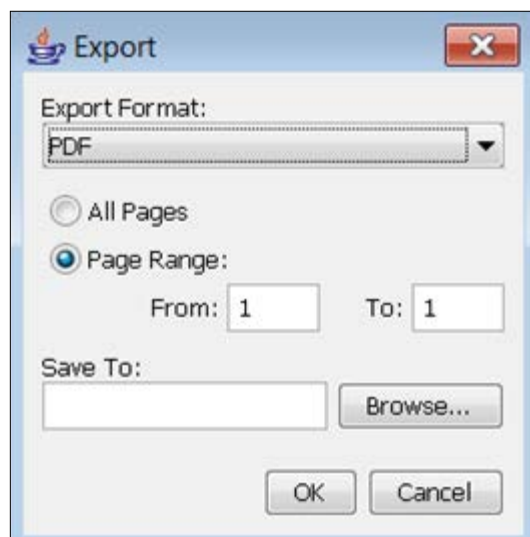 Export
Export Format:
PDF
All Pages
Page Range:
From: 1 To: 1
Save To:
Browse...
OK Cancel